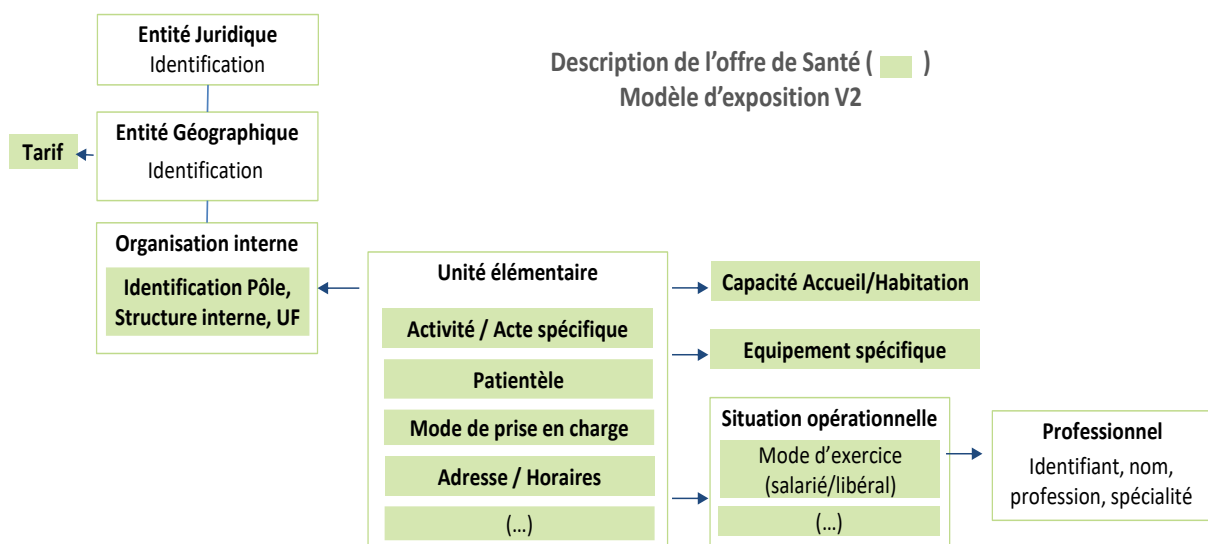 Entité Juridique
Identification
Description de l'offre de Santé ( )
Modèle d'exposition V2
Entité Géographique
Identification
Tarif
Organisation interne
Identification Pôle,
Structure interne, UF
Unité élémentaire
Activité / Acte spécifique
Patientèle
Mode de prise en charge
Adresse / Horaires
(...)
Capacité Accueil/Habitation
Equipement spécifique
Situation opérationnelle
Mode d'exercice
(salarié/libéral)
(...)
Professionnel
Identifiant, nom,
profession, spécialité